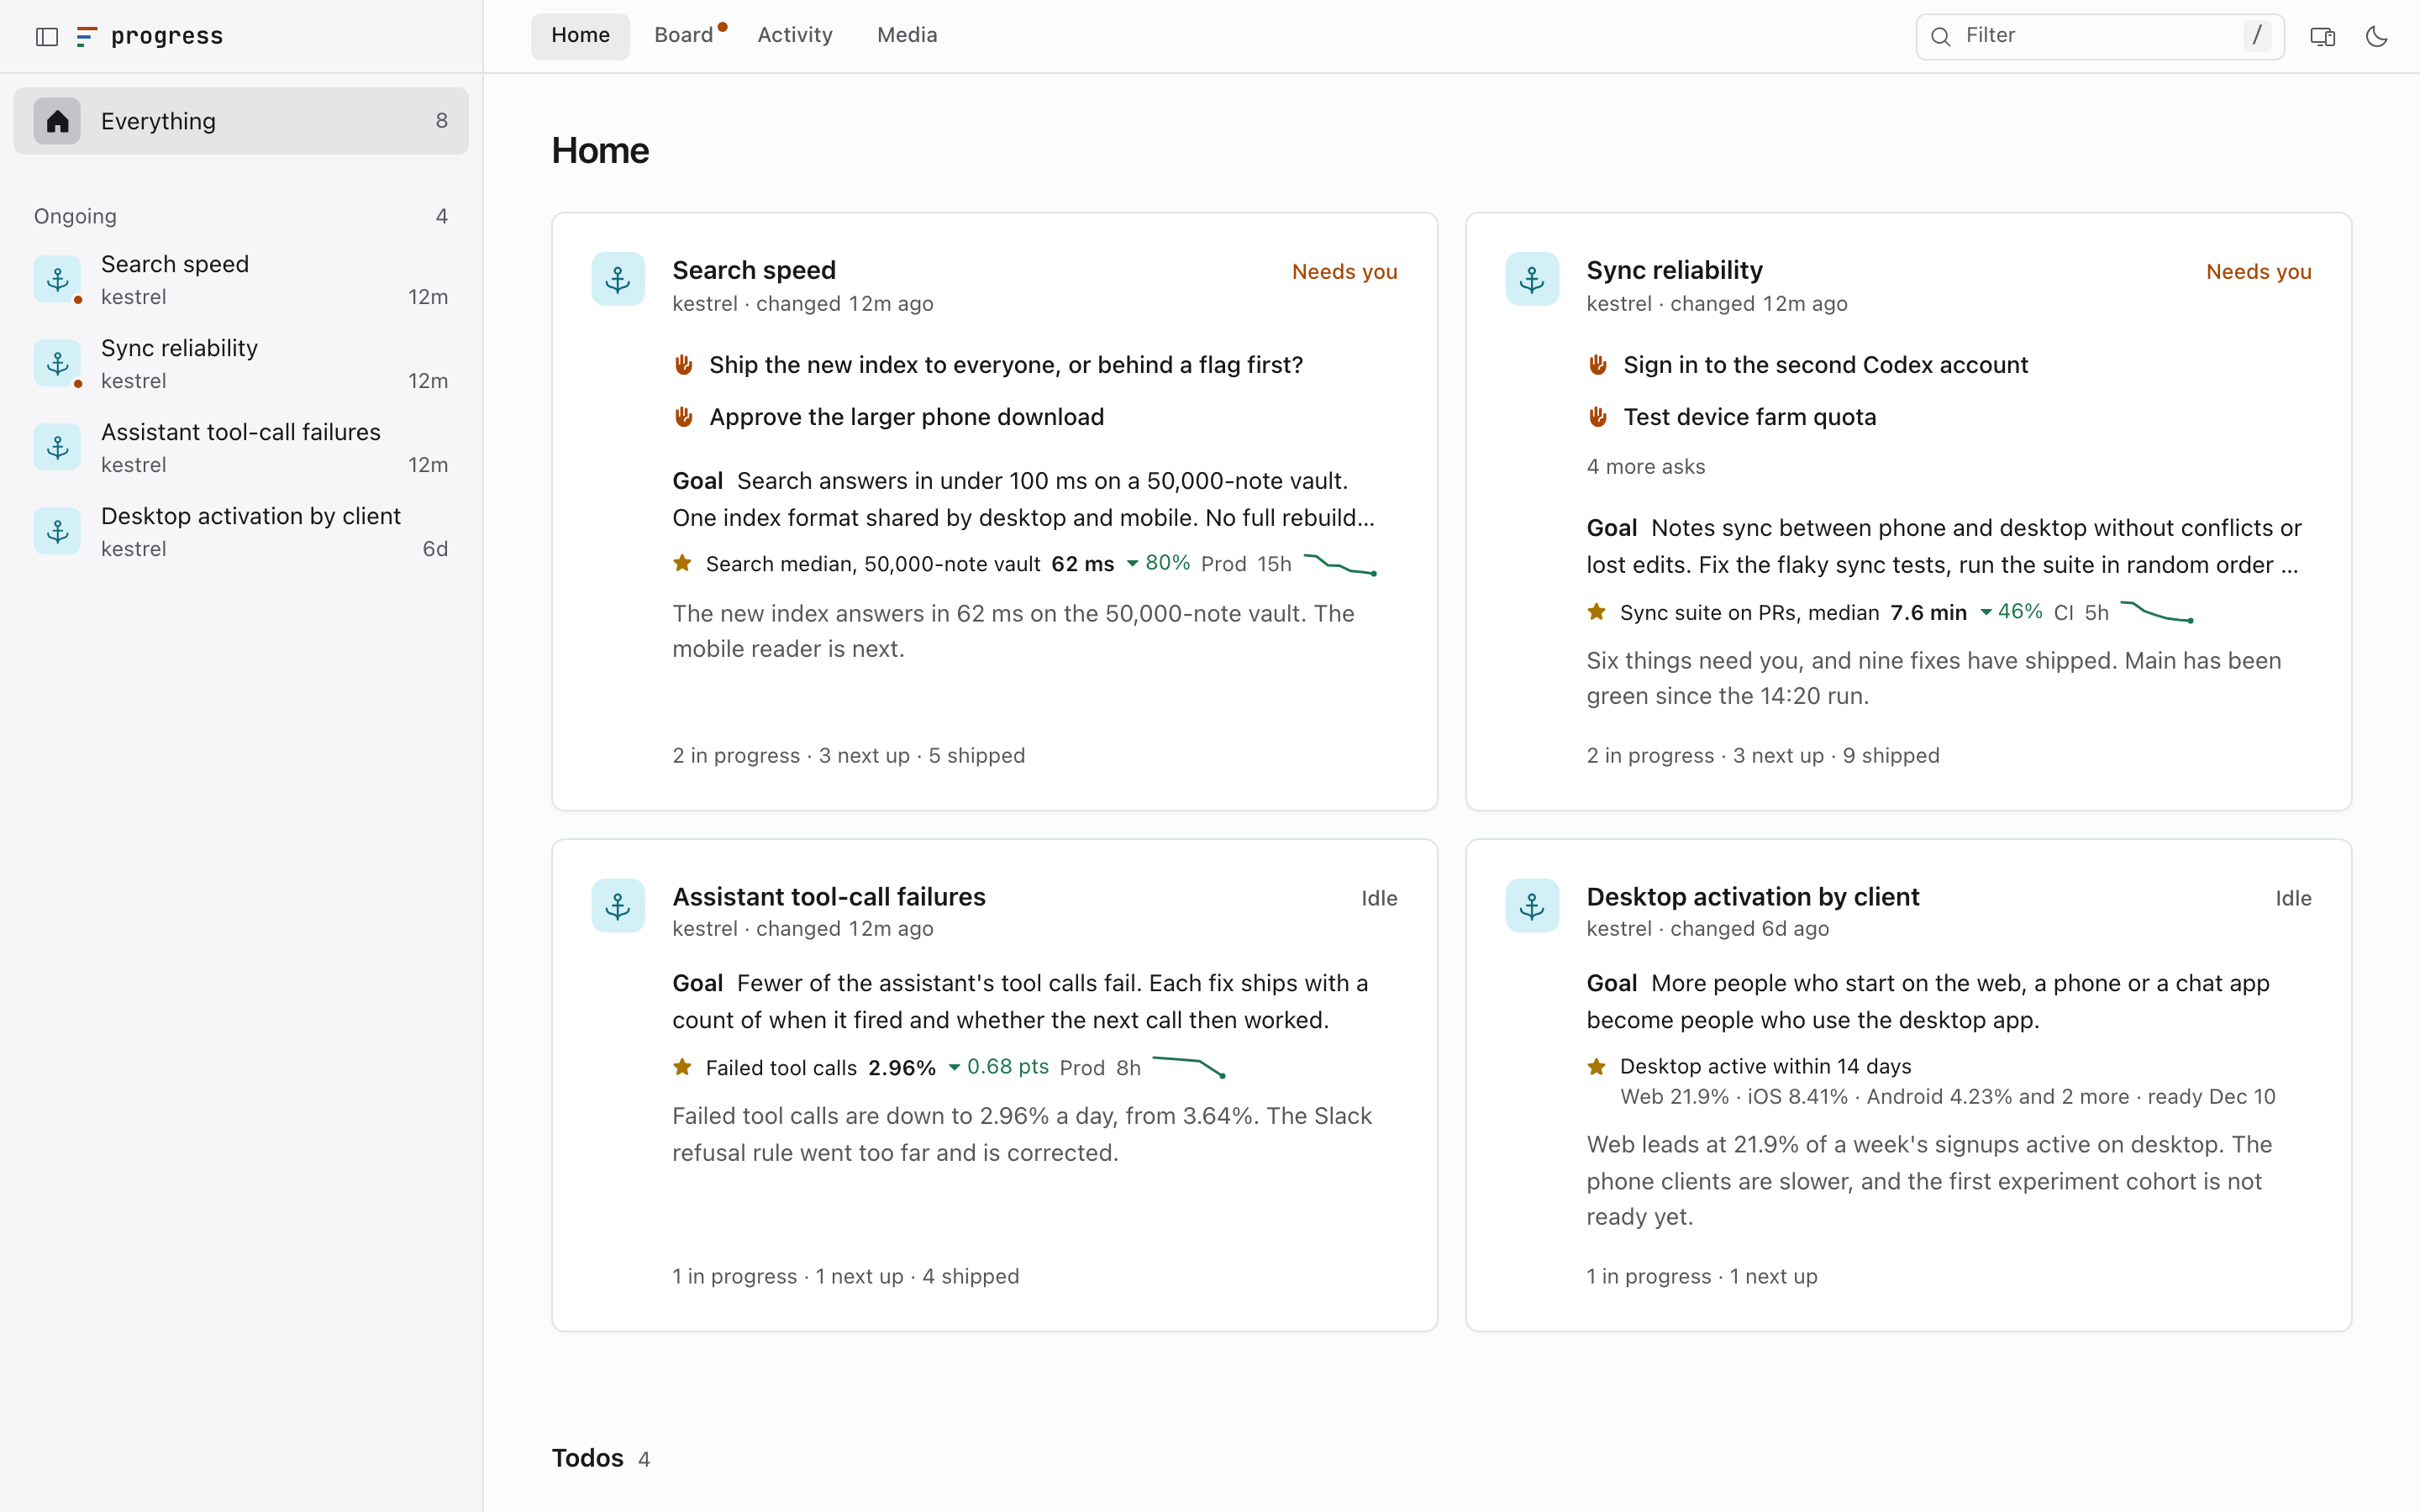 progress
Home
Board
Activity
Media
Filter
/
Everything
8
Ongoing
4
Search speed
kestrel
12m
Sync reliability
kestrel
12m
Assistant tool-call failures
kestrel
12m
Desktop activation by client
kestrel
6d
Home
Search speed
Needs you
kestrel · changed 12m ago
Ship the new index to everyone, or behind a flag first?
Approve the larger phone download
Goal Search answers in under 100 ms on a 50,000-note vault.
One index format shared by desktop and mobile. No full rebuild...
Search median, 50,000-note vault 62 ms 80% Prod 15h
The new index answers in 62 ms on the 50,000-note vault. The
mobile reader is next.
2 in progress · 3 next up · 5 shipped
Sync reliability
Needs you
kestrel · changed 12m ago
Sign in to the second Codex account
Test device farm quota
4 more asks
Goal Notes sync between phone and desktop without conflicts or
lost edits. Fix the flaky sync tests, run the suite in random order ...
Sync suite on PRs, median 7.6 min 46% CI 5h
Six things need you, and nine fixes have shipped. Main has been
green since the 14:20 run.
2 in progress · 3 next up · 9 shipped
Assistant tool-call failures
Idle
kestrel · changed 12m ago
Goal Fewer of the assistant's tool calls fail. Each fix ships with a
count of when it fired and whether the next call then worked.
Failed tool calls 2.96% 0.68 pts Prod 8h
Failed tool calls are down to 2.96% a day, from 3.64%. The Slack
refusal rule went too far and is corrected.
1 in progress · 1 next up · 4 shipped
Desktop activation by client
Idle
kestrel · changed 6d ago
Goal More people who start on the web, a phone or a chat app
become people who use the desktop app.
Desktop active within 14 days
Web 21.9% · iOS 8.41% · Android 4.23% and 2 more · ready Dec 10
Web leads at 21.9% of a week's signups active on desktop. The
phone clients are slower, and the first experiment cohort is not
ready yet.
1 in progress · 1 next up
Todos 4